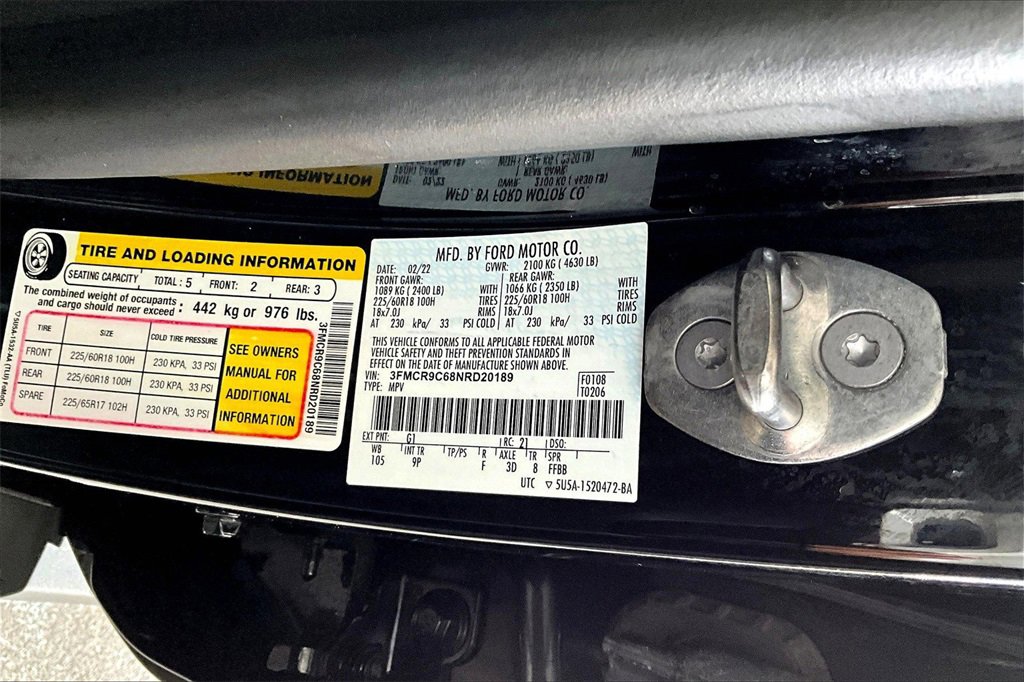 TIRE AND LOADING INFORMATION
SEATING CAPACITY TOTAL: 5 FRONT: 2 REAR: 3
The combined weight of occupants
and cargo should never exceed : 442 kg or 976 lbs.
TIRE SIZE COLD TIRE PRESSURE
FRONT 225/60R18 100H 230 KPA, 33 PSI
REAR 225/60R18 100H 230 KPA, 33 PSI
SPARE 225/65R17 102H 230 KPA, 33 PSI
SEE OWNERS
MANUAL FOR
ADDITIONAL
INFORMATION
3FMCR9C68NRD20189
MFD. BY FORD MOTOR CO.
DATE: 02/22 GVWR: 2100 KG ( 4630 LB)
FRONT GAWR: REAR GAWR:
1089 KG ( 2400 LB) WITH 1066 KG ( 2350 LB) WITH
225/60R18 100H TIRES 225/60R18 100H TIRES
18x7.0J RIMS 18x7.0J RIMS
AT 230 kPa/ 33 PSI COLD AT 230 kPa/ 33 PSI COLD
THIS VEHICLE CONFORMS TO ALL APPLICABLE FEDERAL MOTOR
VEHICLE SAFETY AND THEFT PREVENTION STANDARDS IN
EFFECT ON THE DATE OF MANUFACTURE SHOWN ABOVE.
VIN: 3FMCR9C68NRD20189 F0108
TYPE: MPV T0206
EXT PNT: G1 RC: 21 DSO:
WB INT TR TP/PS R AXLE TR SPR
105 9P F 3D 8 FFBB
UTC ▽ 5U5A-1520472-BA